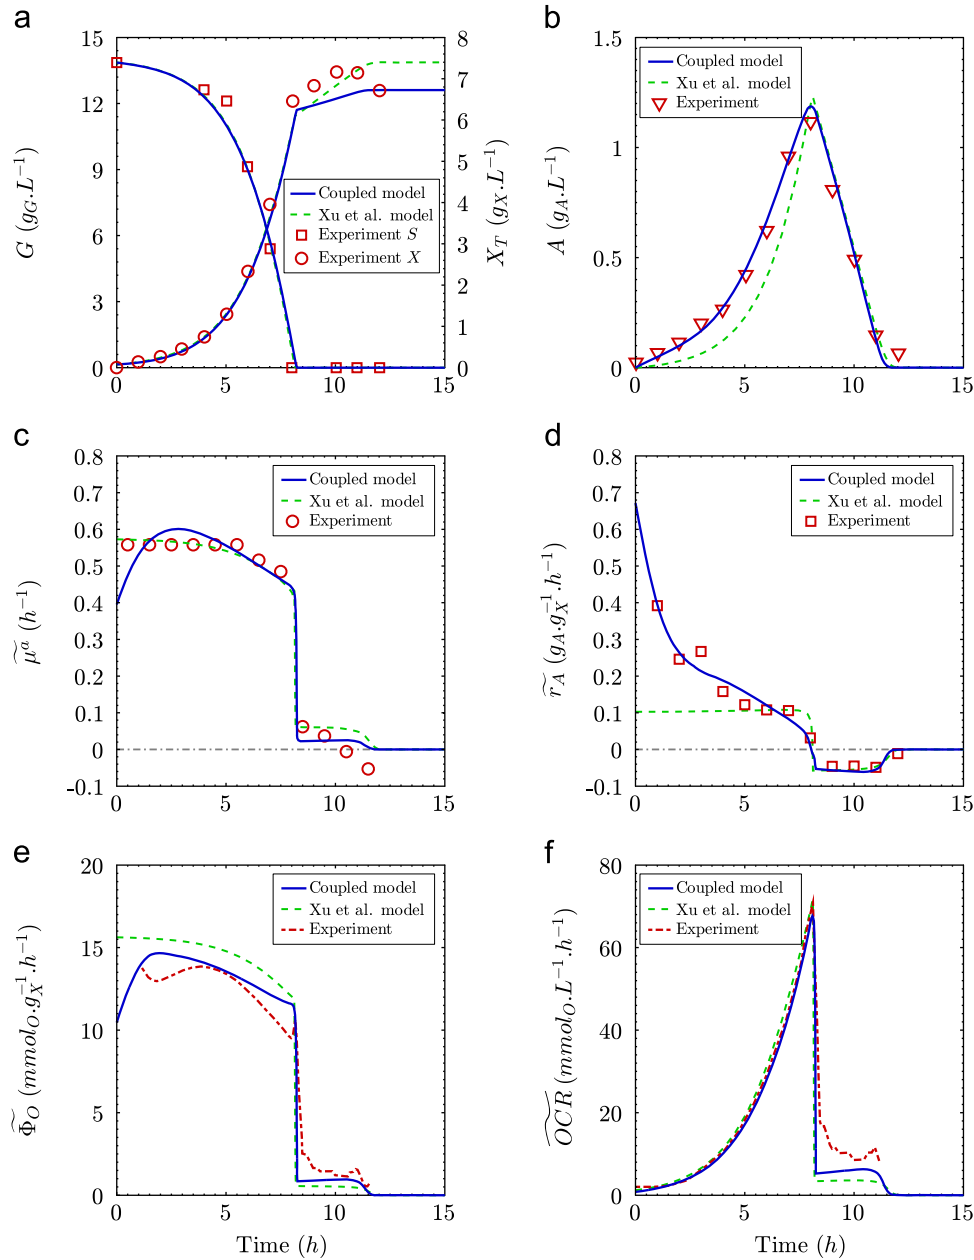 a
15
12
9
6
3
0
G (g_G.L^{-1})
8
7
6
5
4
3
2
1
0
X_T (g_X.L^{-1})
Coupled model
Xu et al. model
Experiment S
Experiment X
0 5 10 15
b
1.5
1
0.5
0
A (g_A.L^{-1})
Coupled model
Xu et al. model
Experiment
0 5 10 15
c
0.8
0.7
0.6
0.5
0.4
0.3
0.2
0.1
0
-0.1
\widetilde{μ^a} (h^{-1})
Coupled model
Xu et al. model
Experiment
0 5 10 15
d
0.8
0.7
0.6
0.5
0.4
0.3
0.2
0.1
0
-0.1
\widetilde{r_A} (g_A.g_X^{-1}.h^{-1})
Coupled model
Xu et al. model
Experiment
0 5 10 15
e
20
15
10
5
0
\widetilde{Φ_O} (mmol_O.g_X^{-1}.h^{-1})
Coupled model
Xu et al. model
Experiment
0 5 10 15
Time (h)
f
80
60
40
20
0
\widetilde{OCR} (mmol_O.L^{-1}.h^{-1})
Coupled model
Xu et al. model
Experiment
0 5 10 15
Time (h)